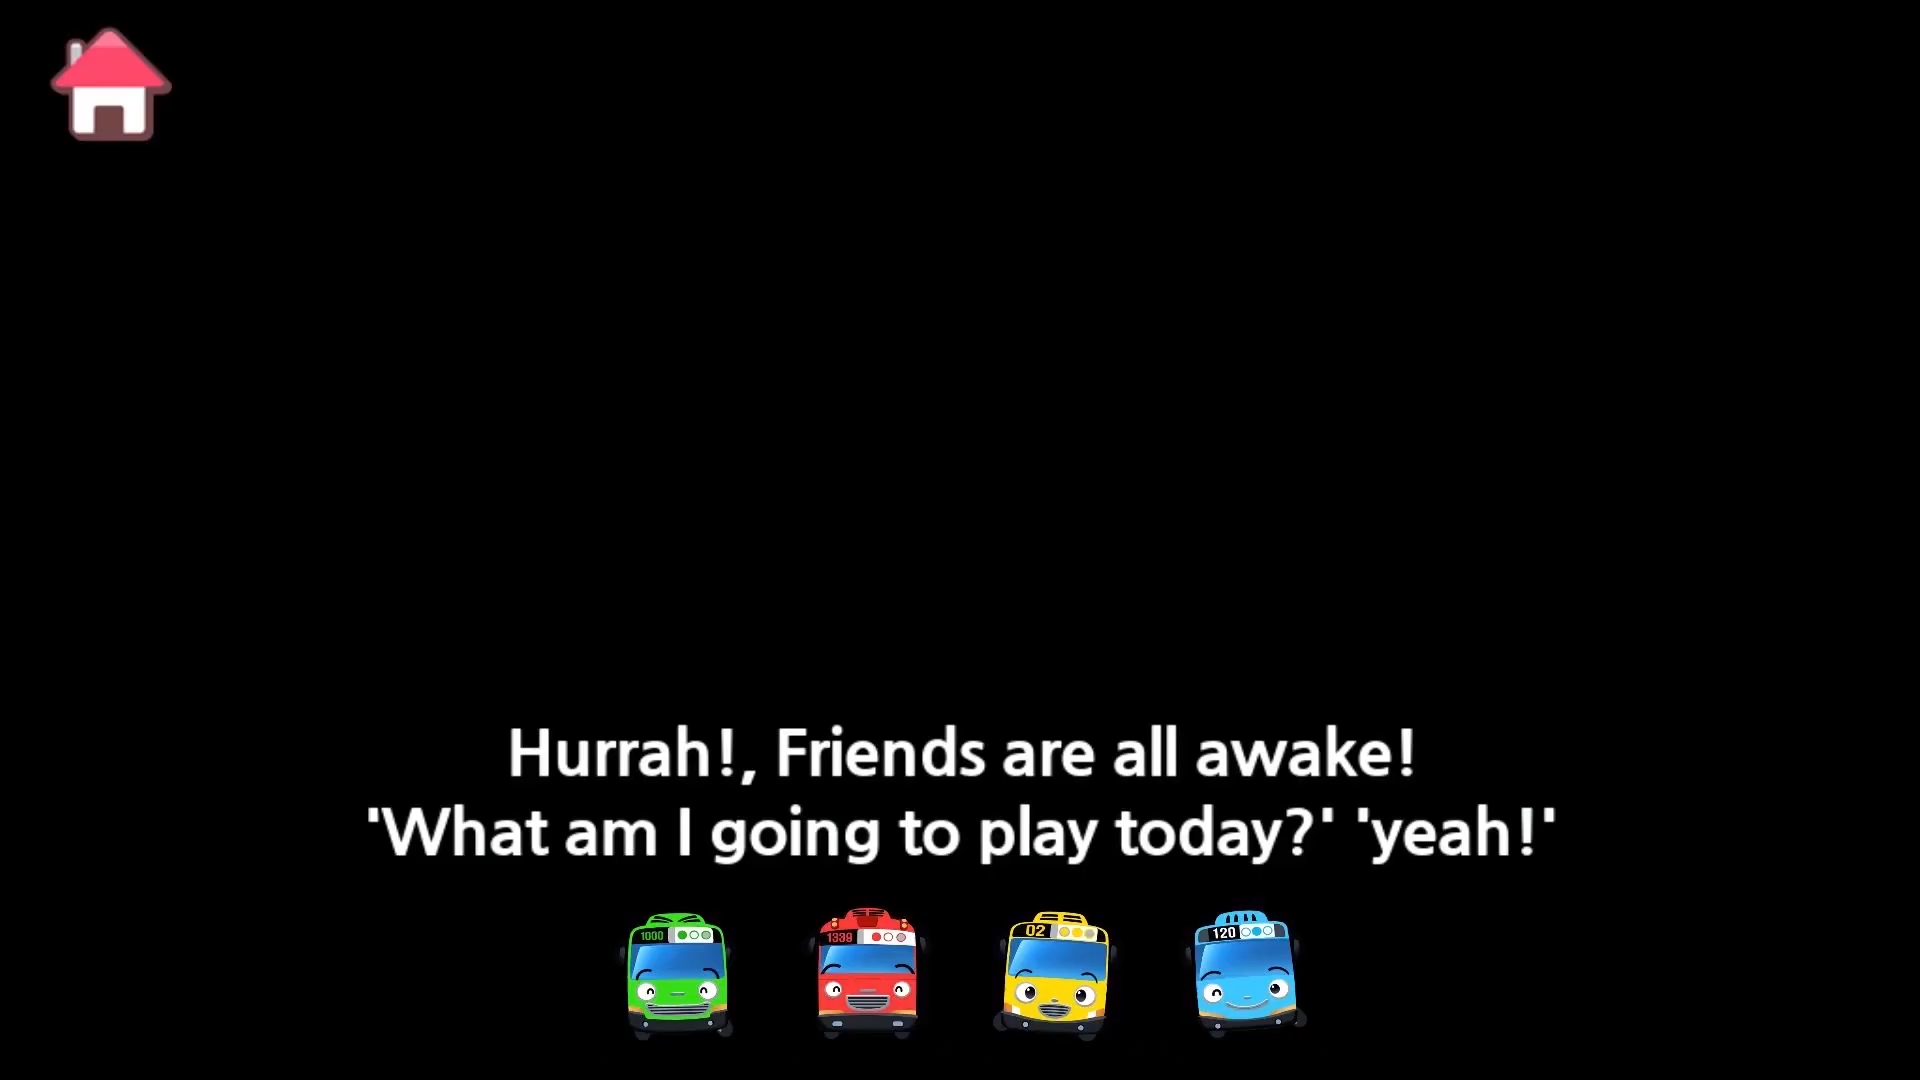 Hurrah!, Friends are all awake!
'What am I going to play today?' 'yeah!'
1000
1339
02
120